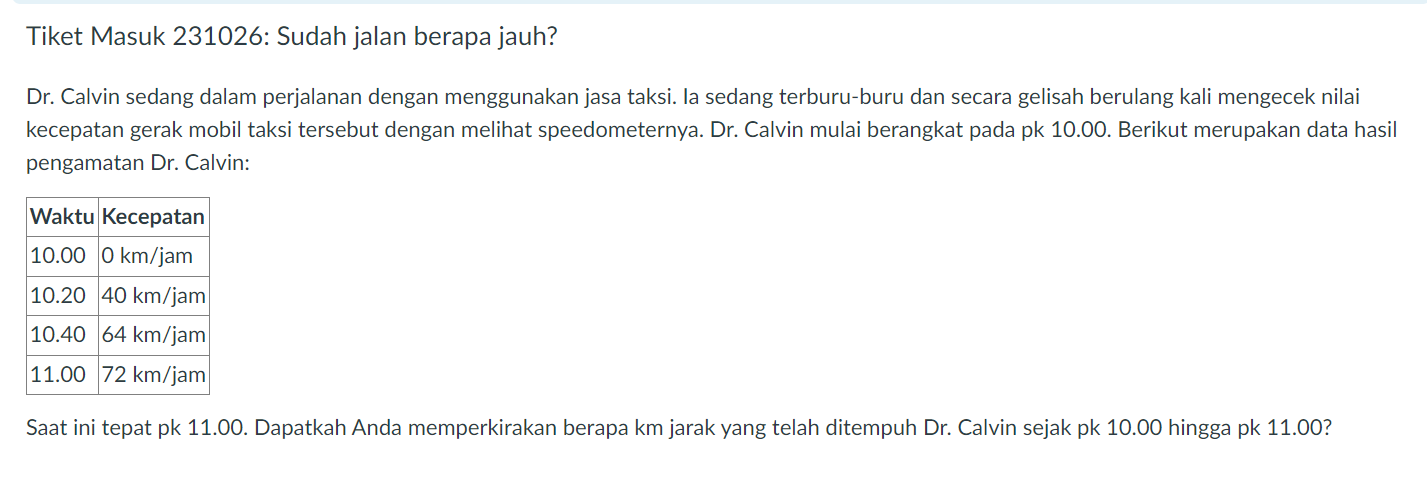 Tiket Masuk 231026: Sudah jalan berapa jauh?
Dr. Calvin sedang dalam perjalanan dengan menggunakan jasa taksi. Ia sedang terburu-buru dan secara gelisah berulang kali mengecek nilai
kecepatan gerak mobil taksi tersebut dengan melihat speedometernya. Dr. Calvin mulai berangkat pada pk 10.00. Berikut merupakan data hasil
pengamatan Dr. Calvin:
Waktu Kecepatan
10.00 0 km/jam
10.20 40 km/jam
10.40 64 km/jam
11.00 72 km/jam
Saat ini tepat pk 11.00. Dapatkah Anda memperkirakan berapa km jarak yang telah ditempuh Dr. Calvin sejak pk 10.00 hingga pk 11.00?